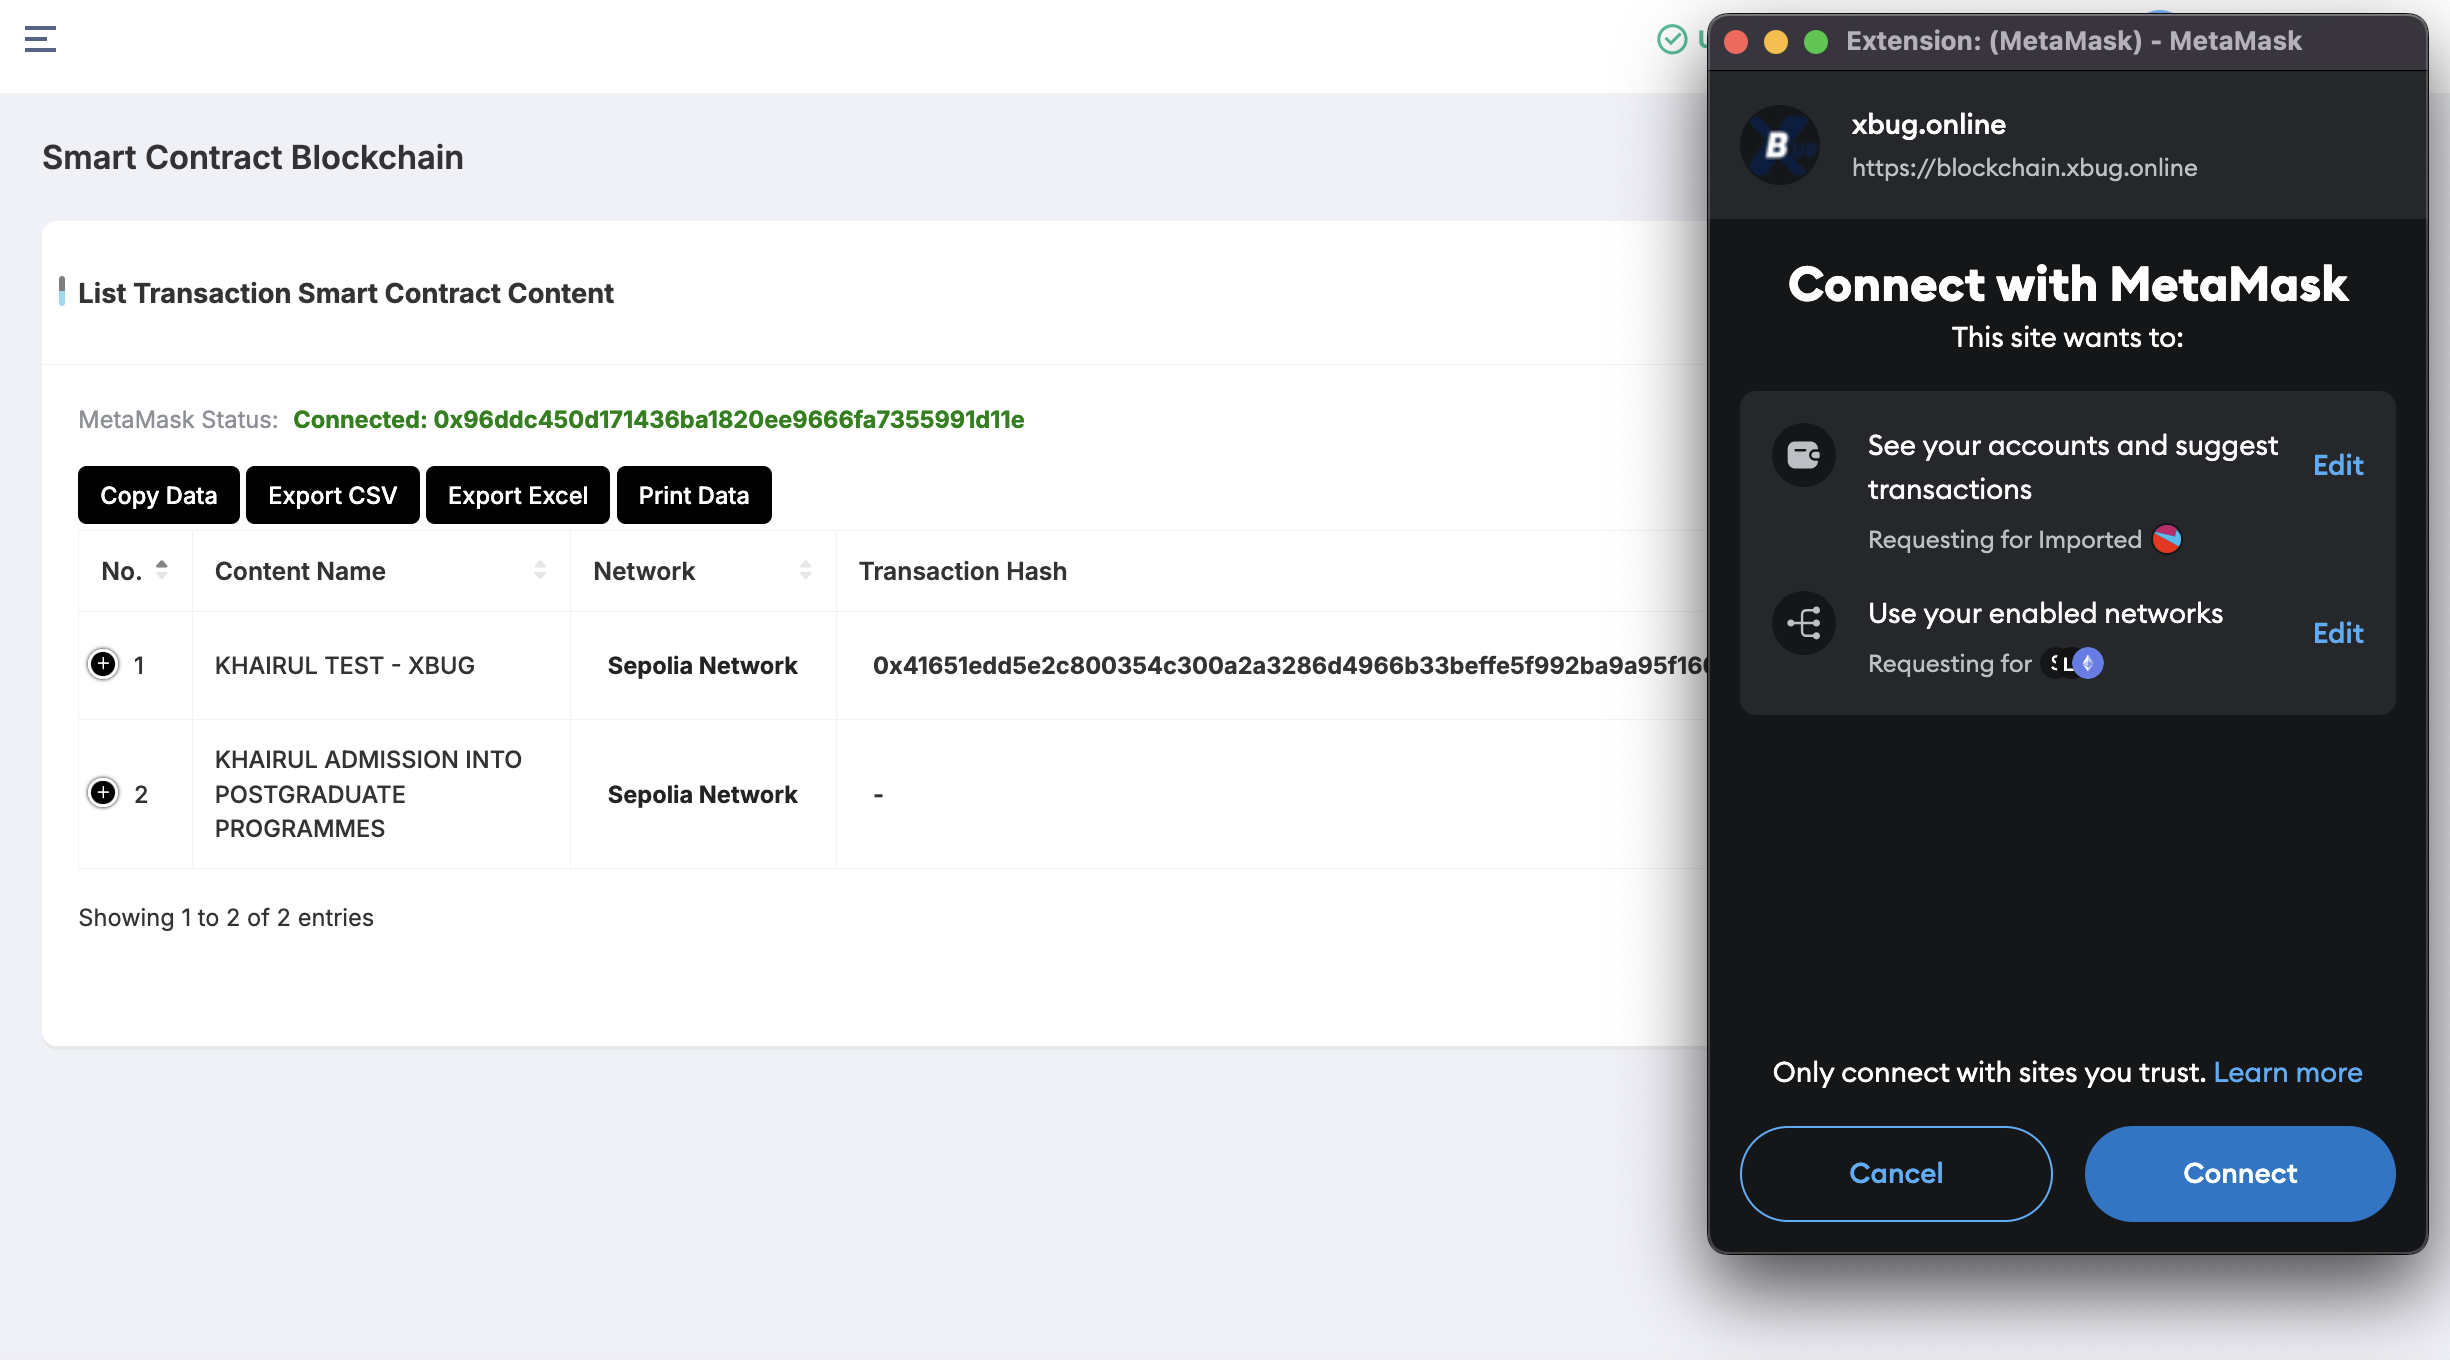 Smart Contract Blockchain
List Transaction Smart Contract Content
MetaMask Status: Connected: 0x96ddc450d171436ba1820ee9666fa7355991d11e
Copy Data Export CSV Export Excel Print Data
No. Content Name Network Transaction Hash
1 KHAIRUL TEST - XBUG Sepolia Network 0x41651edd5e2c800354c300a2a3286d4966b33beffe5f992ba9a95f16
2 KHAIRUL ADMISSION INTO
POSTGRADUATE
PROGRAMMES
Sepolia Network -
Showing 1 to 2 of 2 entries
Extension: (MetaMask) - MetaMask
B
xbug.online
https://blockchain.xbug.online
Connect with MetaMask
This site wants to:
See your accounts and suggest
transactions
Edit
Requesting for Imported
Use your enabled networks
Edit
Requesting for
Only connect with sites you trust. Learn more
Cancel Connect